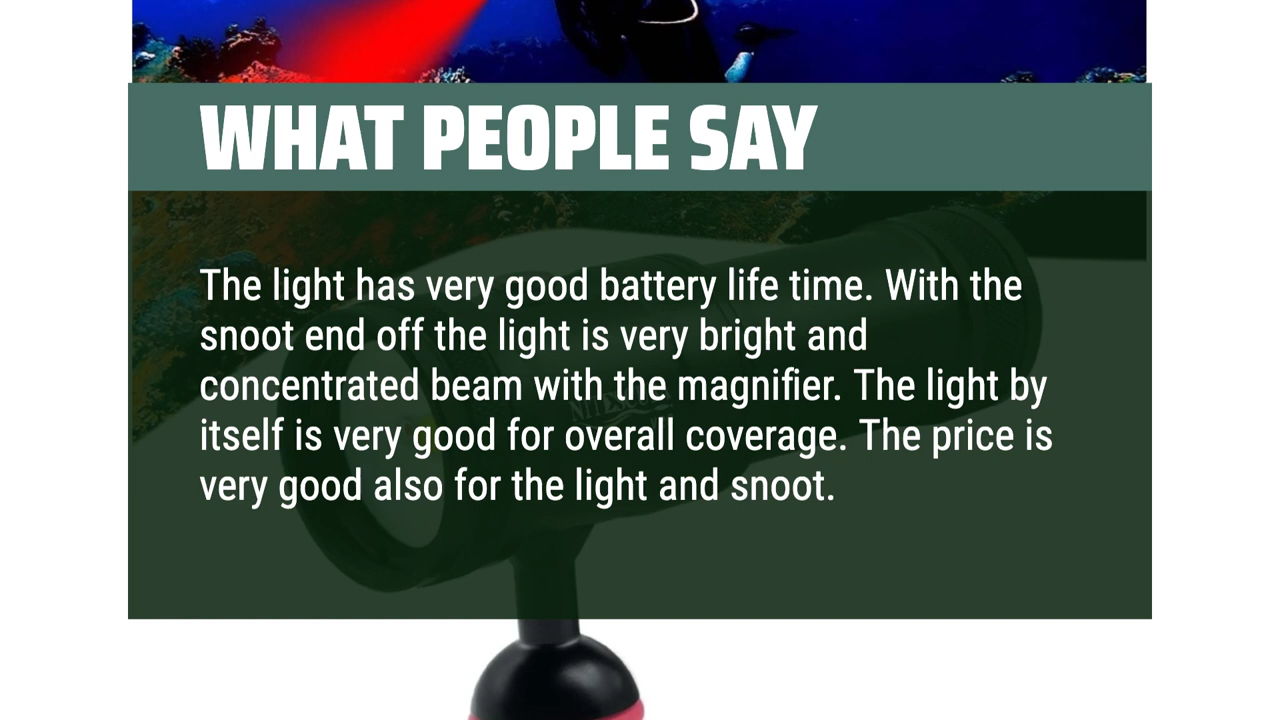 WHAT PEOPLE SAY
The light has very good battery life time. With the
snoot end off the light is very bright and
concentrated beam with the magnifier. The light by
itself is very good for overall coverage. The price is
very good also for the light and snoot.